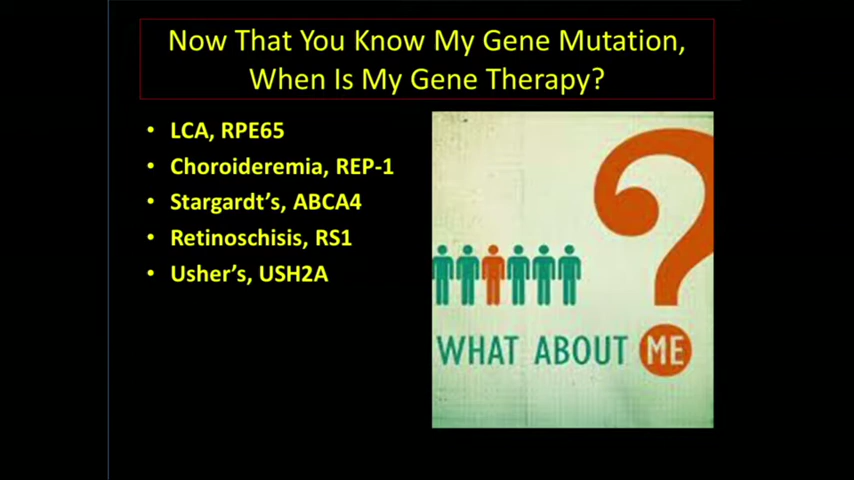 Now That You Know My Gene Mutation,
When Is My Gene Therapy?
• LCA, RPE65
• Choroideremia, REP-1
• Stargardt's, ABCA4
• Retinoschisis, RS1
• Usher's, USH2A
?
WHAT ABOUT ME